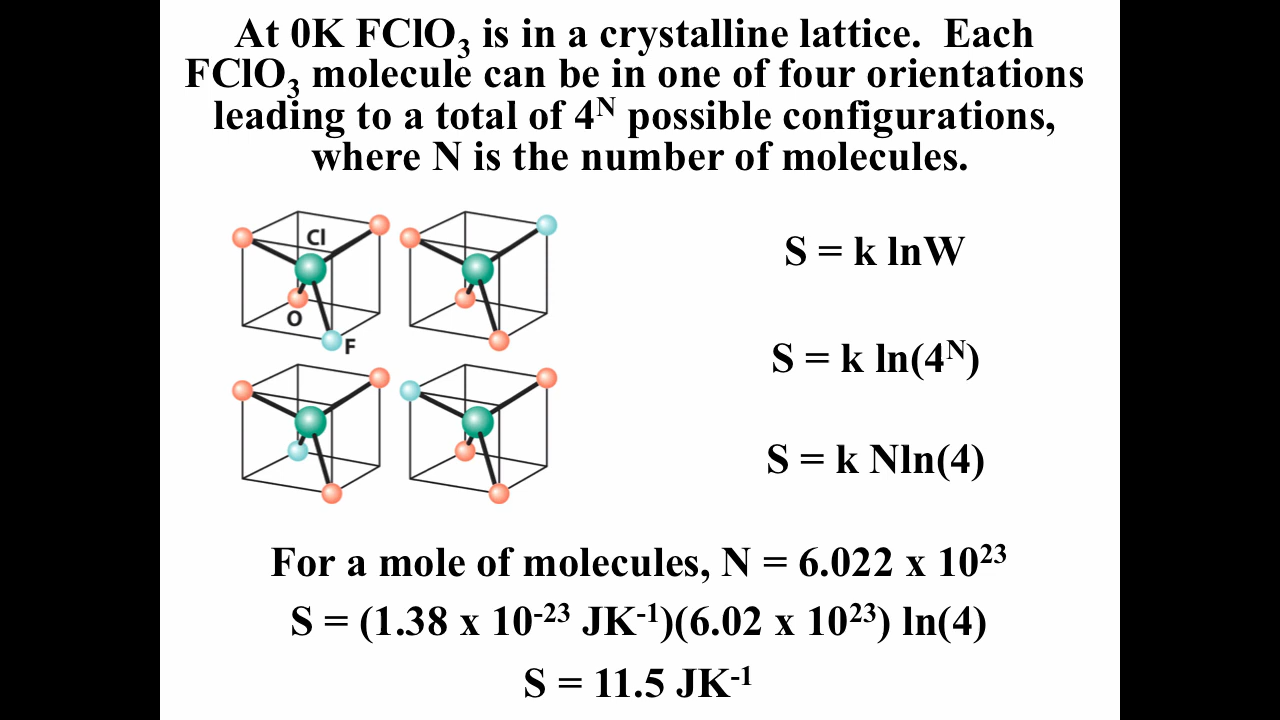 At 0K FClO₃ is in a crystalline lattice. Each
FClO₃ molecule can be in one of four orientations
leading to a total of 4ᴺ possible configurations,
where N is the number of molecules.
Cl
O
F
S = k lnW
S = k ln(4ᴺ)
S = k Nln(4)
For a mole of molecules, N = 6.022 x 10²³
S = (1.38 x 10⁻²³ JK⁻¹)(6.02 x 10²³) ln(4)
S = 11.5 JK⁻¹